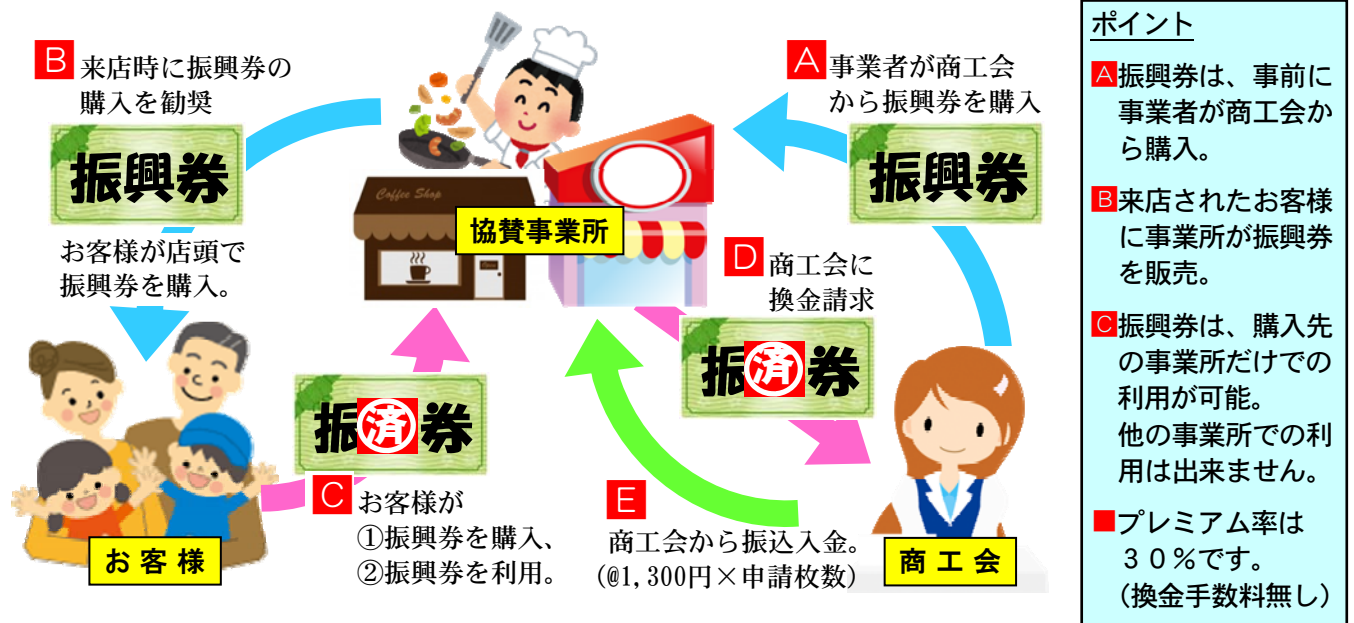 B 来店時に振興券の
購入を勧奨
振興券
お客様が店頭で
振興券を購入。
Coffee Shop
協賛事業所
A 事業者が商工会
から振興券を購入
振興券
D 商工会に
換金請求
振済券
振済券
C お客様が
①振興券を購入、
②振興券を利用。
お客様
E
商工会から振込入金。
(@1,300円×申請枚数)
商工会
ポイント
A振興券は、事前に
事業者が商工会か
ら購入。
B来店されたお客様
に事業所が振興券
を販売。
C振興券は、購入先
の事業所だけでの
利用が可能。
他の事業所での利
用は出来ません。
■プレミアム率は
３０％です。
（換金手数料無し）